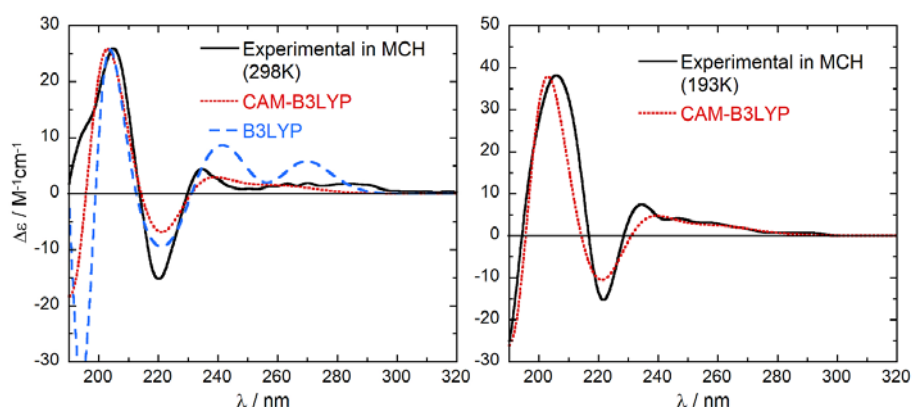 30
20
10
0
-10
-20
-30
Δε / M⁻¹cm⁻¹
Experimental in MCH
(298K)
CAM-B3LYP
B3LYP
200 220 240 260 280 300 320
λ / nm
50
40
30
20
10
0
-10
-20
-30
Experimental in MCH
(193K)
CAM-B3LYP
200 220 240 260 280 300 320
λ / nm